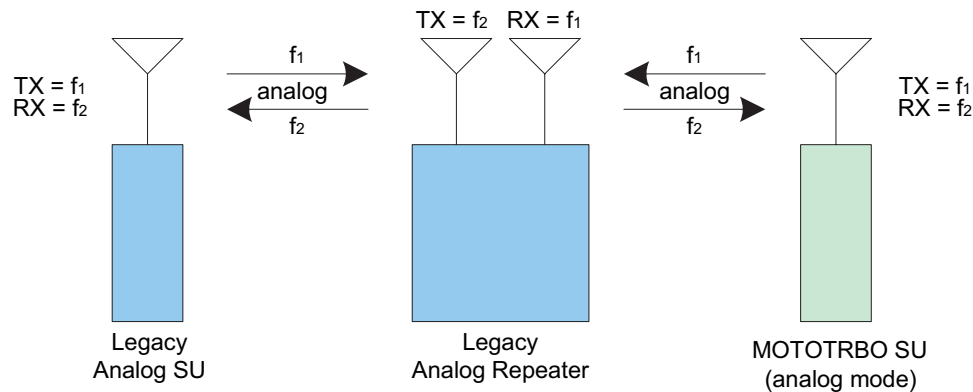 TX = f2 RX = f1
TX = f1
RX = f2
f1
analog
f2
f1
analog
f2
TX = f1
RX = f2
Legacy
Analog SU
Legacy
Analog Repeater
MOTOTRBO SU
(analog mode)